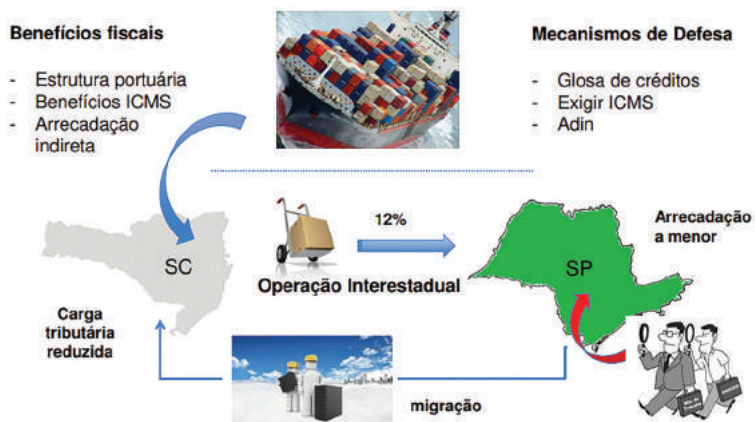 Benefícios fiscais
- Estrutura portuária
- Benefícios ICMS
- Arrecadação
indireta
Mecanismos de Defesa
- Glosa de créditos
- Exigir ICMS
- Adin
SC
12%
Operação Interestadual
SP
Arrecadação
a menor
Carga
tributária
reduzida
migração